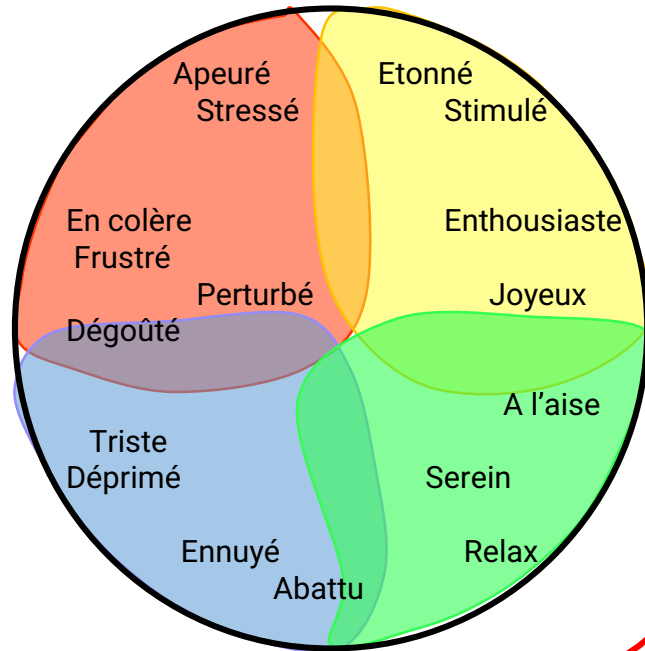 Apeuré
Stressé
Etonné
Stimulé
En colère
Frustré
Perturbé
Dégoûté
Enthousiaste
Joyeux
Triste
Déprimé
Ennuyé
Abattu
A l’aise
Serein
Relax